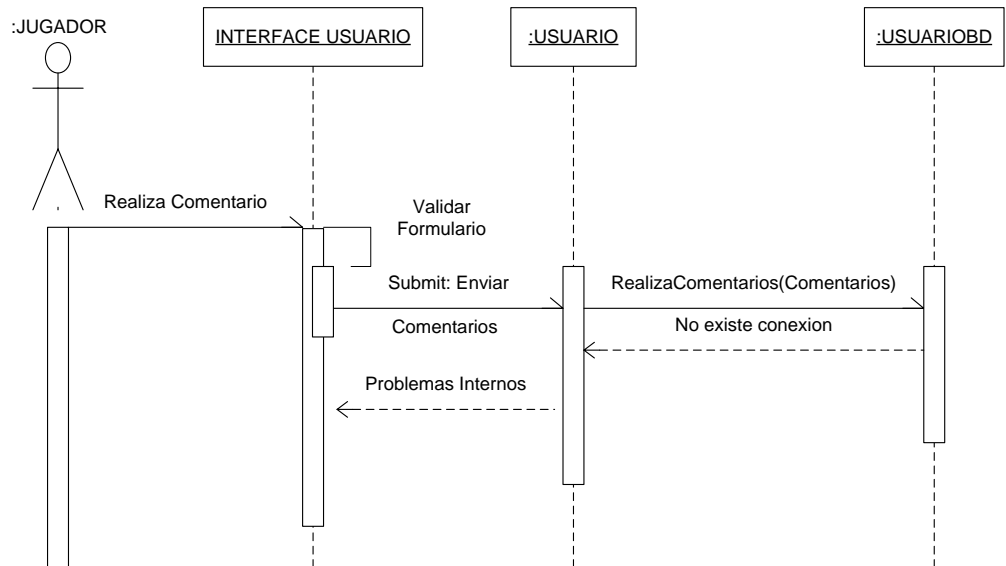 :JUGADOR
INTERFACE USUARIO
:USUARIO
:USUARIOBD
Realiza Comentario
Validar
Formulario
Submit: Enviar
Comentarios
RealizaComentarios(Comentarios)
No existe conexion
Problemas Internos